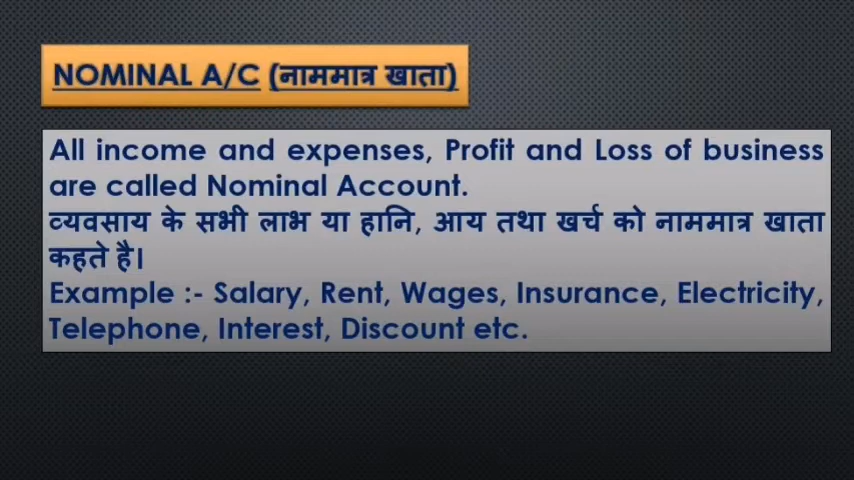 NOMINAL A/C (नाममात्र खाता)
All income and expenses, Profit and Loss of business
are called Nominal Account.
व्यवसाय के सभी लाभ या हानि, आय तथा खर्च को नाममात्र खाता
कहते है।
Example :- Salary, Rent, Wages, Insurance, Electricity,
Telephone, Interest, Discount etc.